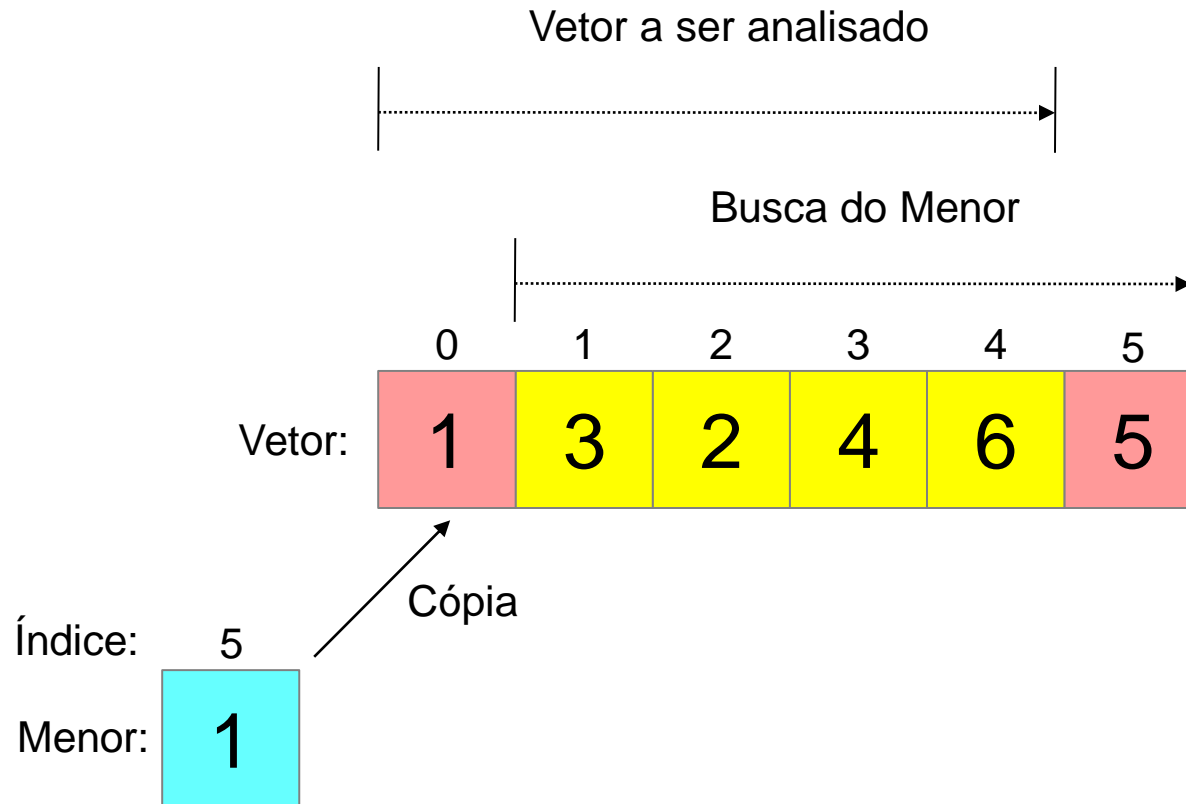 Vetor a ser analisado
Busca do Menor
0 1 2 3 4 5
Vetor: 1 3 2 4 6 5
Cópia
Índice: 5
Menor: 1